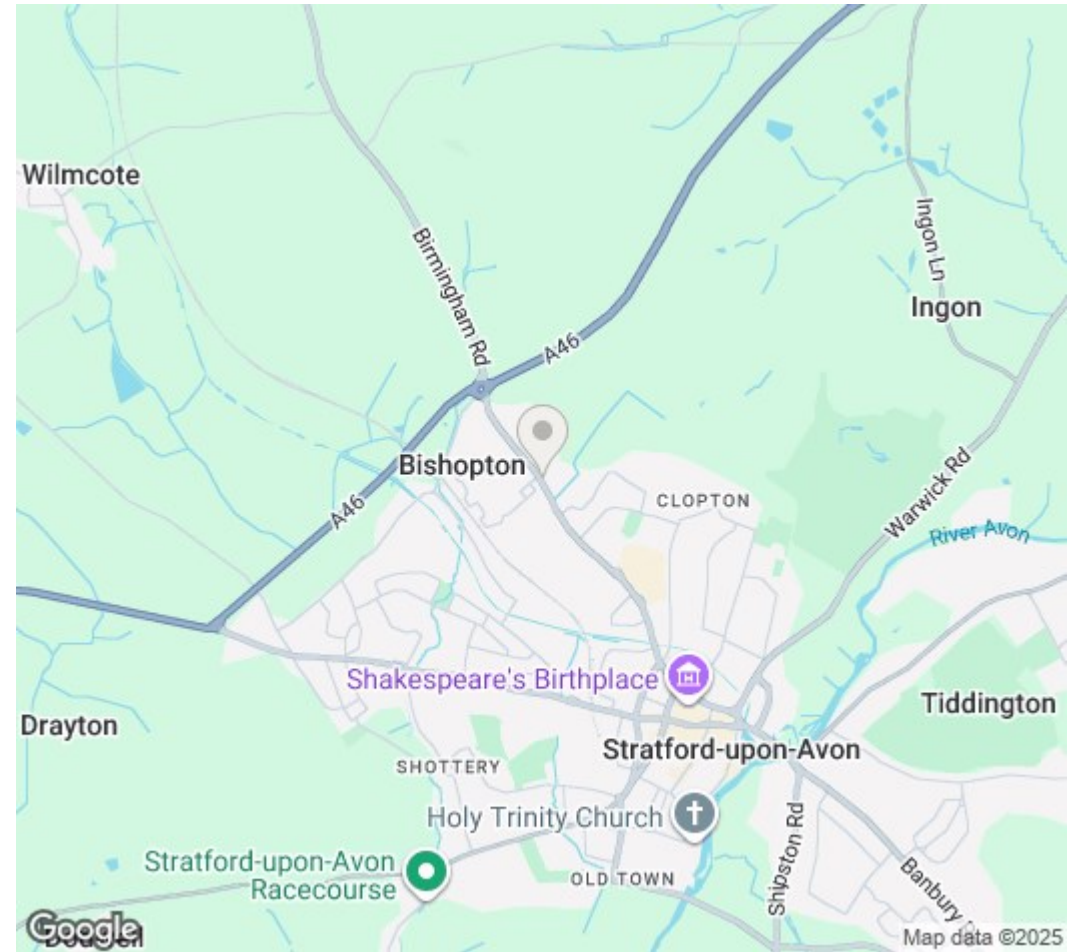 Wilmcote
Birmingham Rd
Ingon Ln
Ingon
A46
Bishopton
CLOPTON
Warwick Rd
A46
River Avon
Shakespeare's Birthplace
Tiddington
Drayton
Stratford-upon-Avon
SHOTTERY
Holy Trinity Church
Stratford-upon-Avon
Racecourse
OLD TOWN
Shipston Rd
Banbury
Google
Map data ©2025